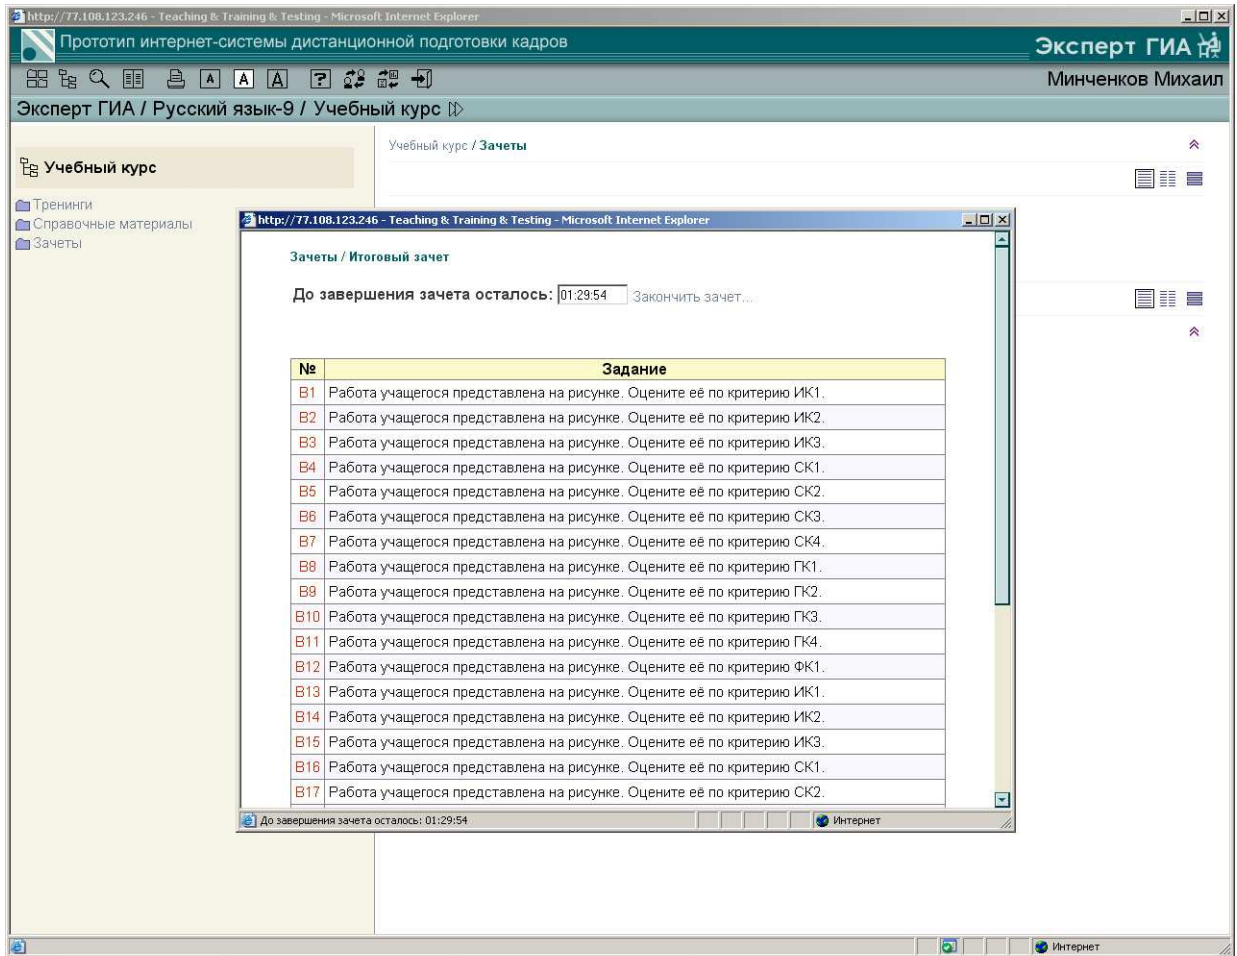 http://77.108.123.246 - Teaching & Training & Testing - Microsoft Internet Explorer
Прототип интернет-системы дистанционной подготовки кадров
Эксперт ГИА
Минченков Михаил
Эксперт ГИА / Русский язык-9 / Учебный курс
Учебный курс
Тренинги
Справочные материалы
Зачеты
Учебный курс / Зачеты
http://77.108.123.246 - Teaching & Training & Testing - Microsoft Internet Explorer
Зачеты / Итоговый зачет
До завершения зачета осталось: 01:29:54 Закончить зачет...
№ Задание
B1 Работа учащегося представлена на рисунке. Оцените её по критерию ИК1.
B2 Работа учащегося представлена на рисунке. Оцените её по критерию ИК2.
B3 Работа учащегося представлена на рисунке. Оцените её по критерию ИК3.
B4 Работа учащегося представлена на рисунке. Оцените её по критерию СК1.
B5 Работа учащегося представлена на рисунке. Оцените её по критерию СК2.
B6 Работа учащегося представлена на рисунке. Оцените её по критерию СК3.
B7 Работа учащегося представлена на рисунке. Оцените её по критерию СК4.
B8 Работа учащегося представлена на рисунке. Оцените её по критерию ГК1.
B9 Работа учащегося представлена на рисунке. Оцените её по критерию ГК2.
B10 Работа учащегося представлена на рисунке. Оцените её по критерию ГК3.
B11 Работа учащегося представлена на рисунке. Оцените её по критерию ГК4.
B12 Работа учащегося представлена на рисунке. Оцените её по критерию ФК1.
B13 Работа учащегося представлена на рисунке. Оцените её по критерию ИК1.
B14 Работа учащегося представлена на рисунке. Оцените её по критерию ИК2.
B15 Работа учащегося представлена на рисунке. Оцените её по критерию ИК3.
B16 Работа учащегося представлена на рисунке. Оцените её по критерию СК1.
B17 Работа учащегося представлена на рисунке. Оцените её по критерию СК2.
До завершения зачета осталось: 01:29:54
Интернет
Интернет